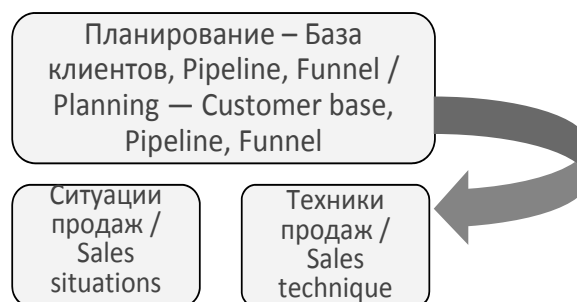 Планирование – База
клиентов, Pipeline, Funnel /
Planning — Customer base,
Pipeline, Funnel
Ситуации
продаж /
Sales
situations
Техники
продаж /
Sales
technique